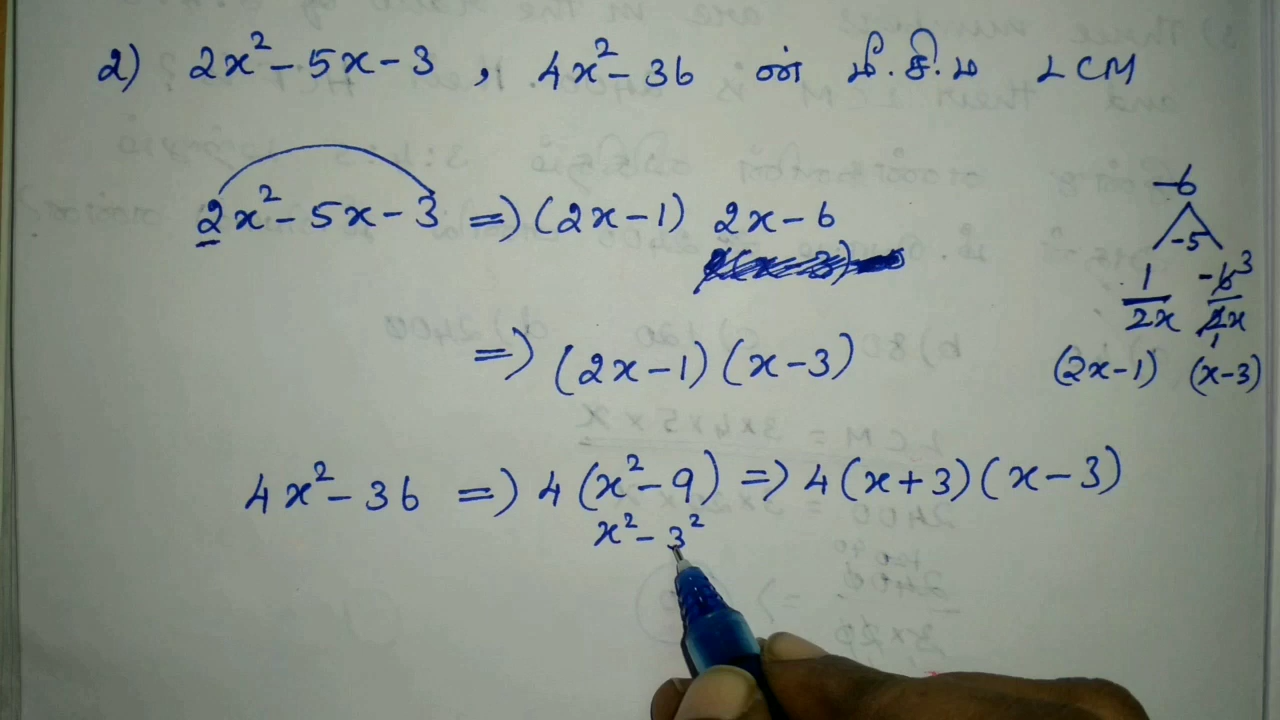 2) 2x² - 5x - 3 , 4x² - 36 ன் மீ.சி.ம LCM
2x² - 5x - 3 ⇒ (2x - 1) 2x - 6
⇒ (2x - 1) (x - 3)
-6
-5
1/2x -6 3/2x 1
(2x - 1) (x - 3)
4x² - 36 ⇒ 4 (x² - 9) ⇒ 4 (x + 3) (x - 3)
x² - 3²